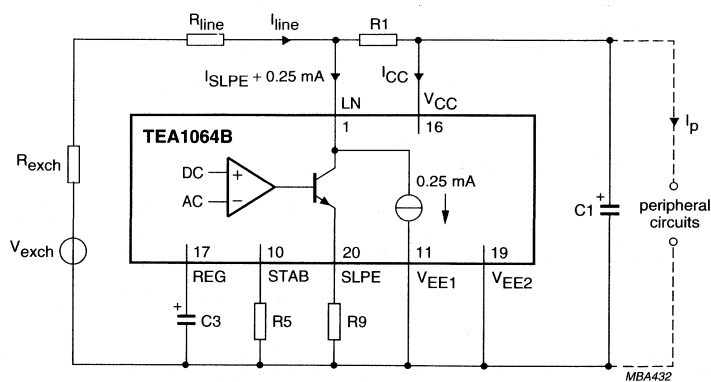 Rline
Iline
R1
ISLPE + 0.25 mA
ICC
LN
VCC
1
16
Ip
TEA1064B
Rexch
DC
+
AC
−
0.25 mA
+
C1
peripheral
circuits
Vexch
17
10
20
11
19
REG
STAB
SLPE
VEE1
VEE2
+
C3
R5
R9
MBA432